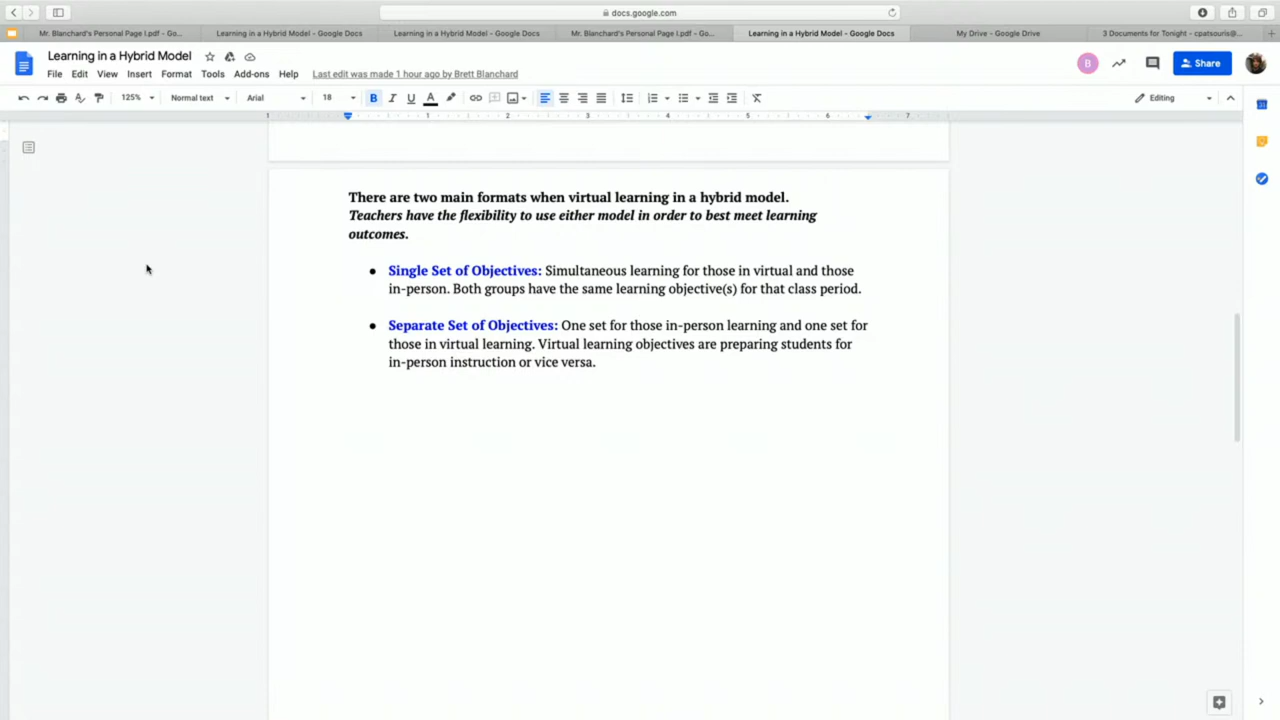 docs.google.com
Mr. Blanchard's Personal Page I.pdf - Go...
Learning in a Hybrid Model - Google Docs
Learning in a Hybrid Model - Google Docs
Mr. Blanchard's Personal Page I.pdf - Go...
Learning in a Hybrid Model - Google Docs
My Drive - Google Drive
3 Documents for Tonight - cpatsouris@...
Learning in a Hybrid Model
B
Share
File Edit View Insert Format Tools Add-ons Help Last edit was made 1 hour ago by Brett Blanchard
125% Normal text Arial 18 B I U A Editing
1 1 2 3 4 5 6 7
There are two main formats when virtual learning in a hybrid model.
Teachers have the flexibility to use either model in order to best meet learning
outcomes.
● Single Set of Objectives: Simultaneous learning for those in virtual and those
in-person. Both groups have the same learning objective(s) for that class period.
● Separate Set of Objectives: One set for those in-person learning and one set for
those in virtual learning. Virtual learning objectives are preparing students for
in-person instruction or vice versa.